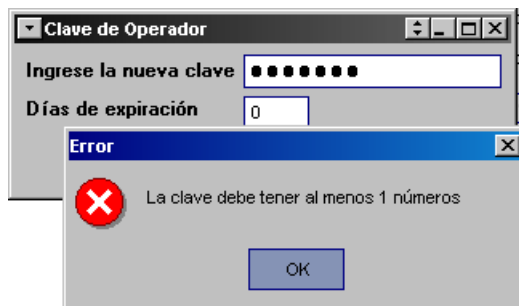 Clave de Operador
Ingrese la nueva clave ●●●●●●●
Días de expiración 0
Error
La clave debe tener al menos 1 números
OK